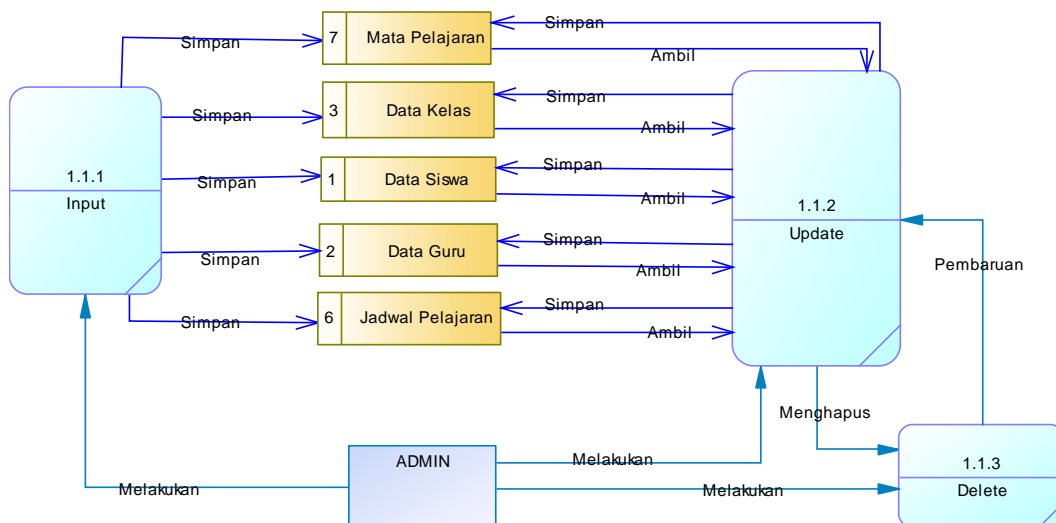 Simpan
7 Mata Pelajaran
Simpan
Ambil
Simpan
3 Data Kelas
Simpan
Ambil
1.1.1
Input
Simpan
1 Data Siswa
Simpan
Ambil
1.1.2
Update
Simpan
2 Data Guru
Simpan
Ambil
Pembaruan
Simpan
6 Jadwal Pelajaran
Simpan
Ambil
Menghapus
ADMIN
Melakukan
Melakukan
Melakukan
1.1.3
Delete